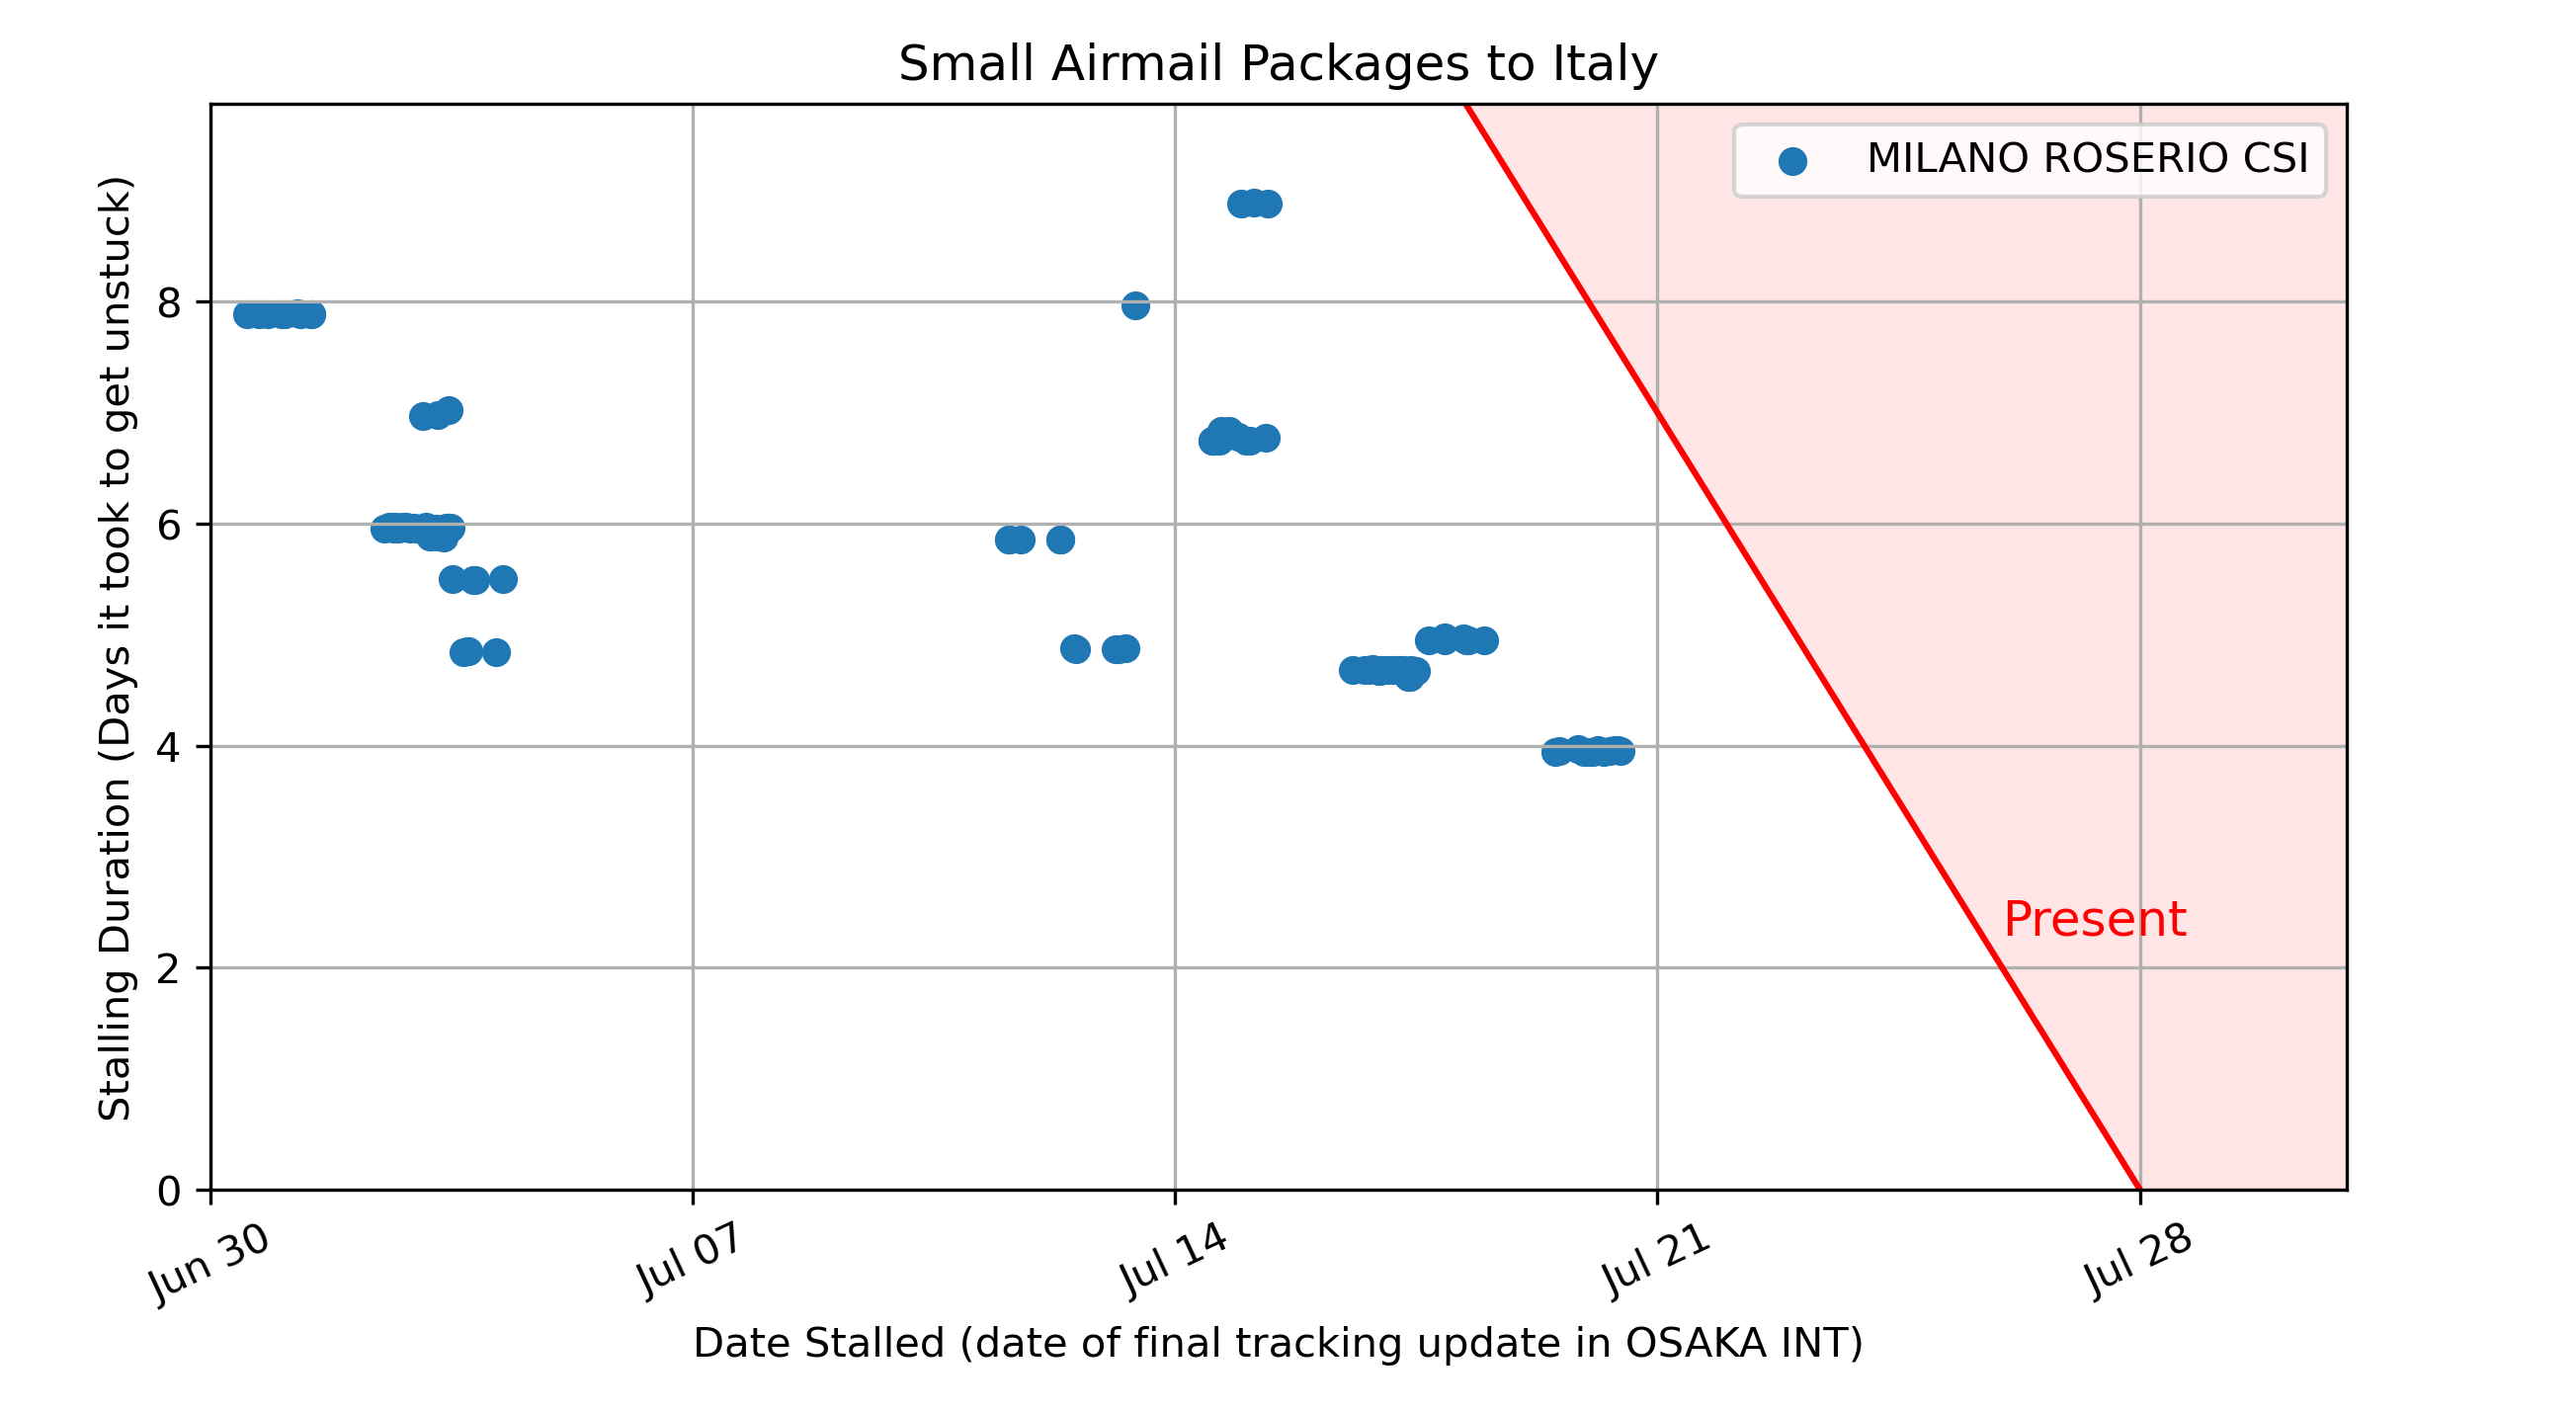 Small Airmail Packages to Italy
MILANO ROSERIO CSI
Stalling Duration (Days it took to get unstuck)
8
6
4
2
0
Present
Jun 30
Jul 07
Jul 14
Jul 21
Jul 28
Date Stalled (date of final tracking update in OSAKA INT)